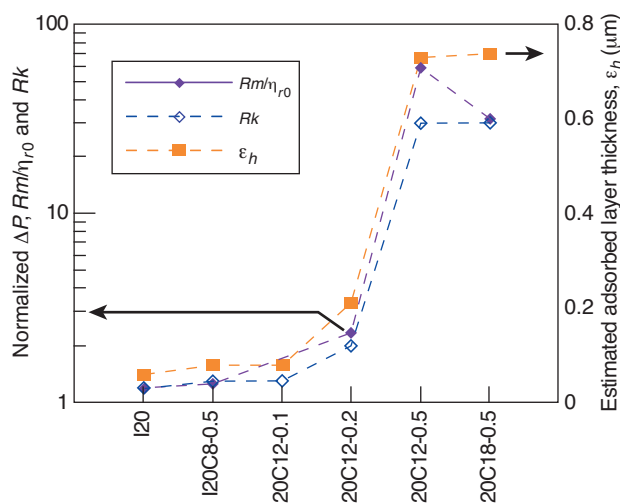 100
10
1
Normalized ΔP, Rm/ηr0 and Rk
Rm/ηr0
Rk
εh
0.8
0.6
0.4
0.2
0
Estimated adsorbed layer thickness, εh (μm)
I20
I20C8-0.5
20C12-0.1
20C12-0.2
20C12-0.5
20C18-0.5